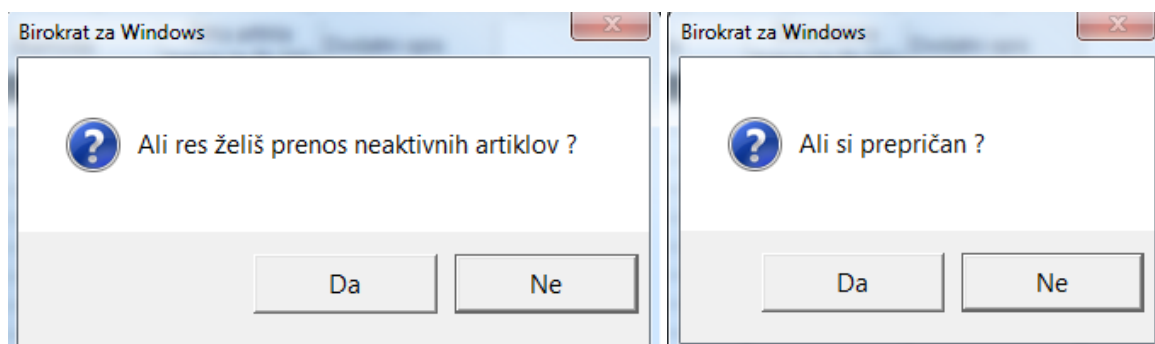 Birokrat za Windows
Ali res želiš prenos neaktivnih artiklov ?
Da
Ne
Birokrat za Windows
Ali si prepričan ?
Da
Ne